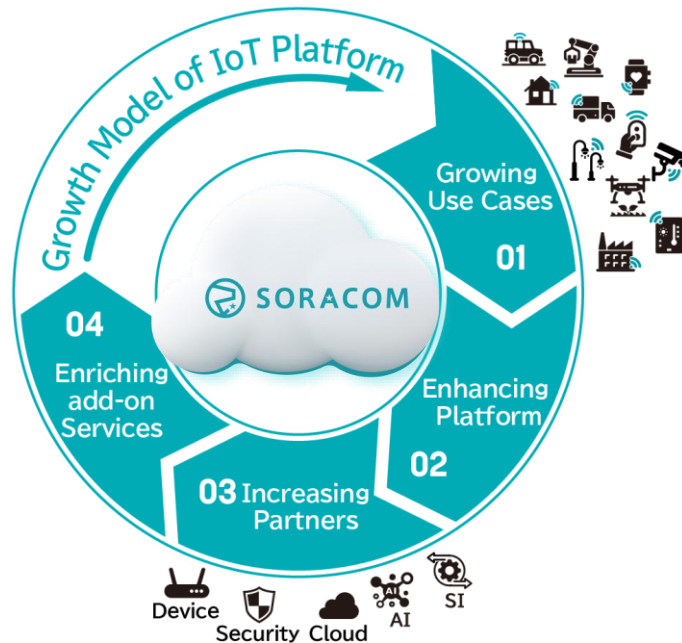 Growth Model of IoT Platform
Growing
Use Cases
01
SORACOM
Enhancing
Platform
02
03 Increasing
Partners
04
Enriching
add-on
Services
Device
Security
Cloud
AI
AI
SI